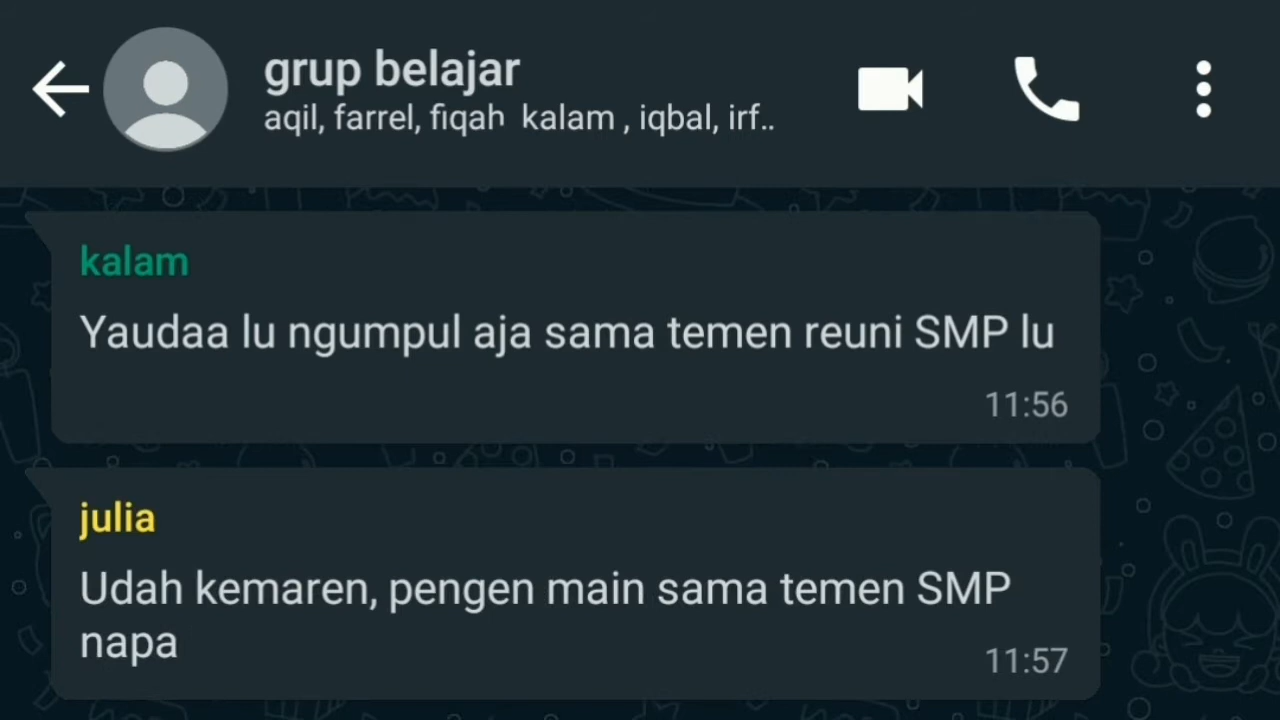 grup belajar
aqil, farrel, fiqah kalam , iqbal, irf..
kalam
Yaudaa lu ngumpul aja sama temen reuni SMP lu
11:56
julia
Udah kemaren, pengen main sama temen SMP
napa
11:57